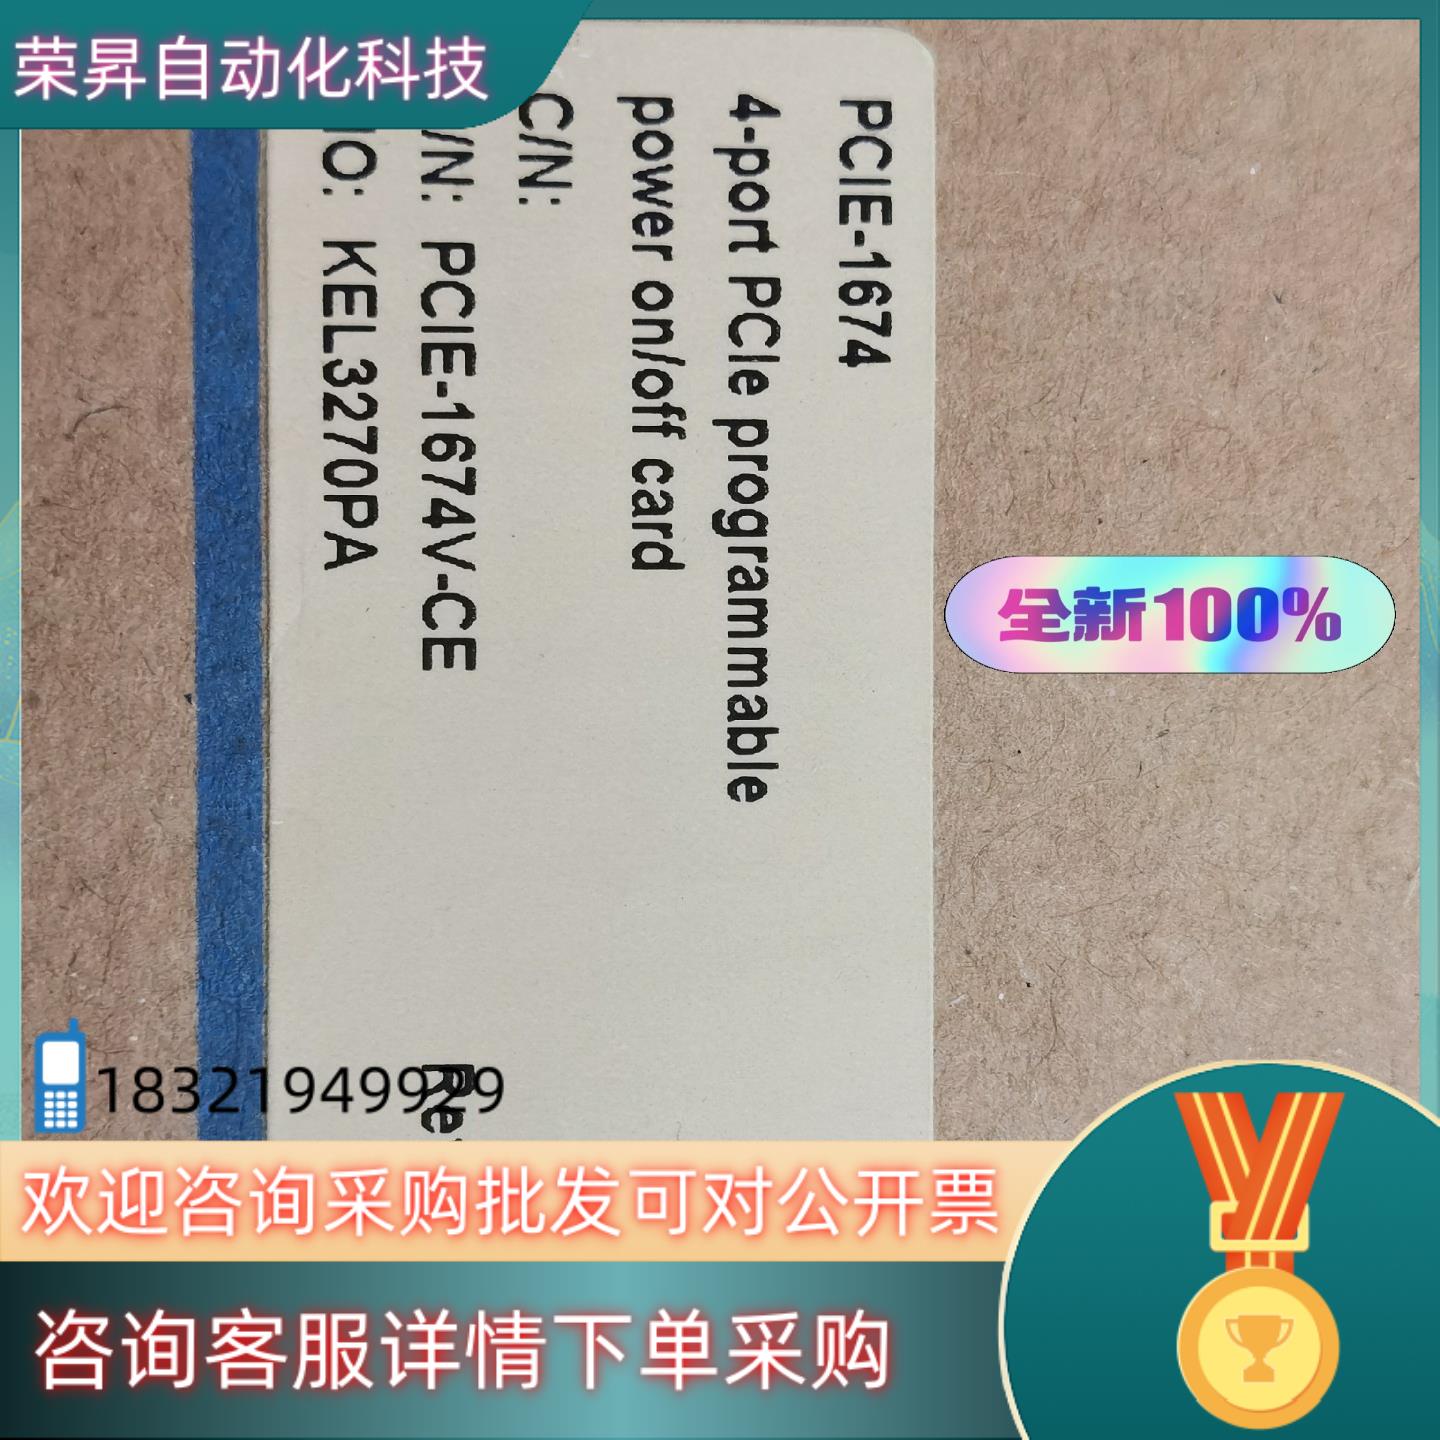 荣昇自动化科技
PCIE-1674
4-port PCIe programmable
power on/off card
C/N:
/N: PCIE-1674V-CE
KEL3270PA
全新100%
18321949929
欢迎咨询采购批发可对公开票
咨询客服详情下单采购